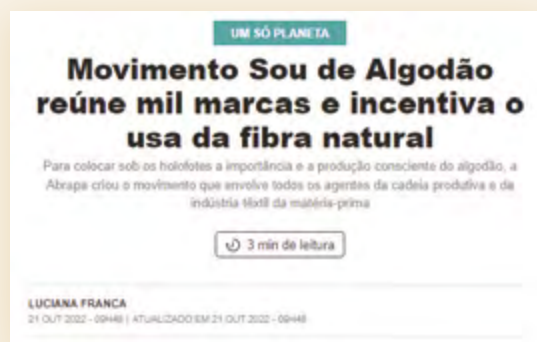 UM SÓ PLANETA
Movimento Sou de Algodão
reúne mil marcas e incentiva o
usa da fibra natural
Para colocar sob os holofotes a importância e a produção consciente do algodão, a
Abrapa criou o movimento que envolve todos os agentes da cadeia produtiva e da
indústria têxtil da matéria-prima
3 min de leitura
LUCIANA FRANCA
21 OUT 2022 - 09H48 | ATUALIZADO EM 21 OUT 2022 - 09H48